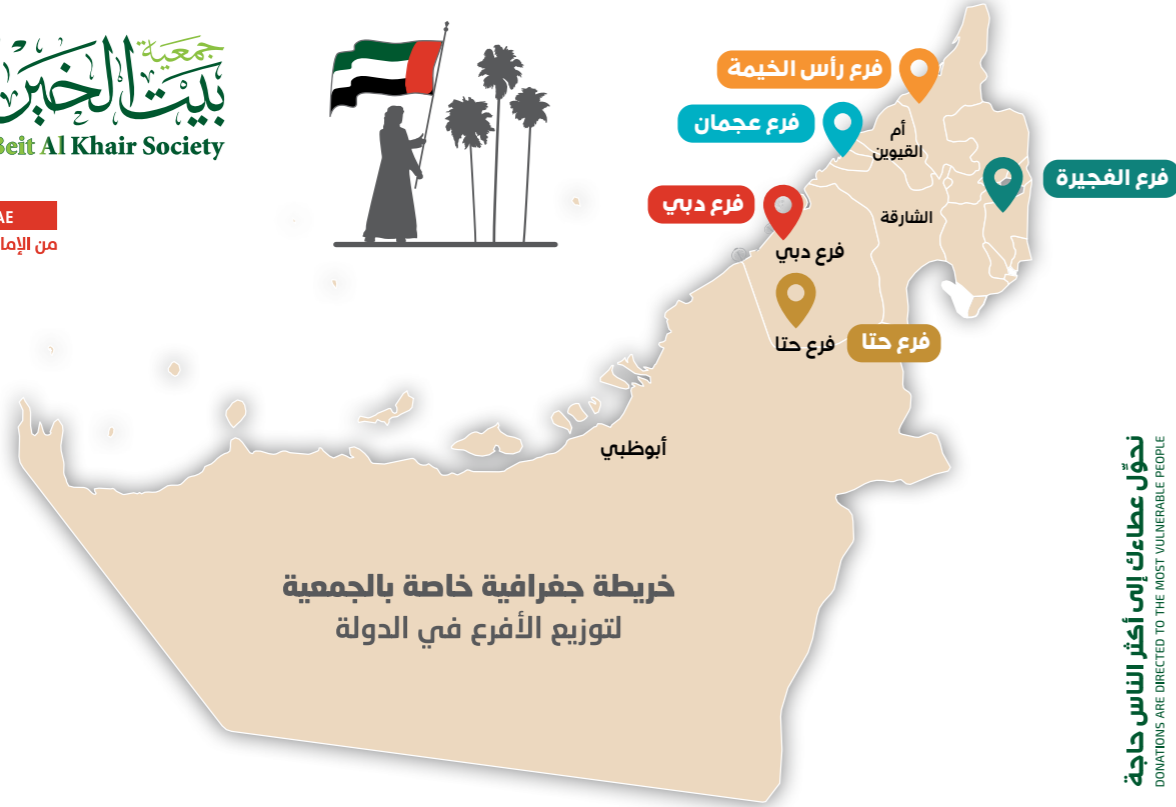 جمعية
بيت الخير
Beit Al Khair Society
AE
فرع رأس الخيمة
فرع عجمان
أم
القيوين
فرع الفجيرة
فرع دبي
الشارقة
فرع دبي
فرع حتا
فرع حتا
أبوظبي
خريطة جغرافية خاصة بالجمعية
لتوزيع الأفرع في الدولة
نحوِّل عطاءك إلى أكثر الناس حاجة
DONATIONS ARE DIRECTED TO THE MOST VULNERABLE PEOPLE
من